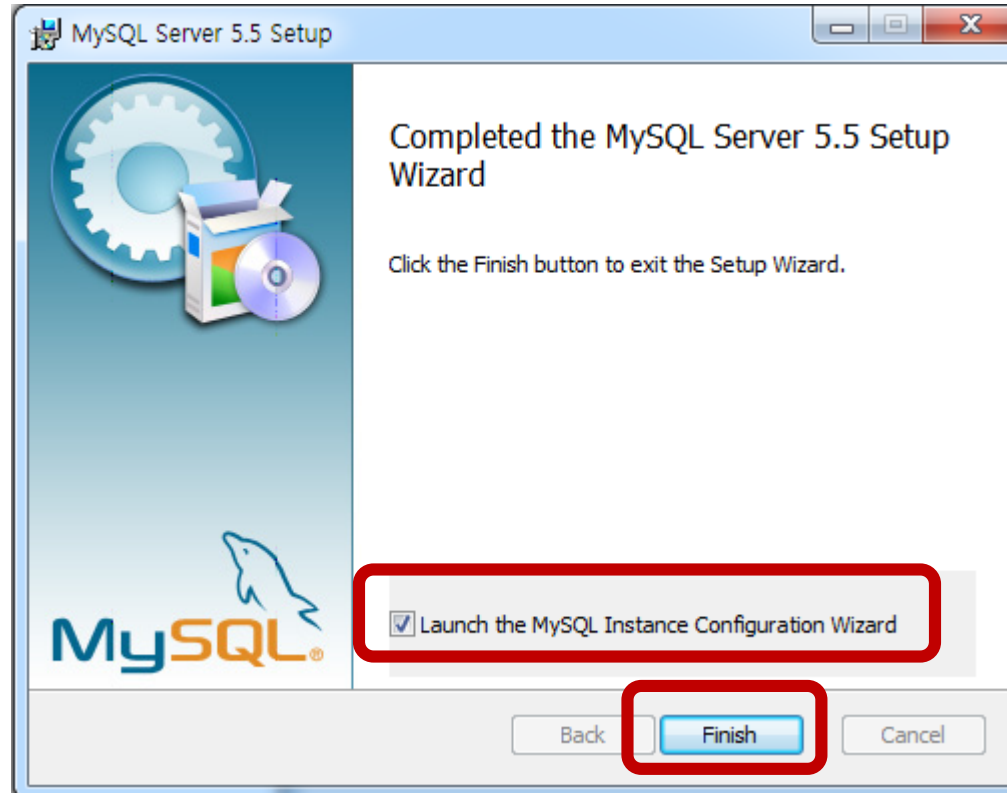 MySQL Server 5.5 Setup
Completed the MySQL Server 5.5 Setup
Wizard
Click the Finish button to exit the Setup Wizard.
Launch the MySQL Instance Configuration Wizard
MySQL®
Back Finish Cancel